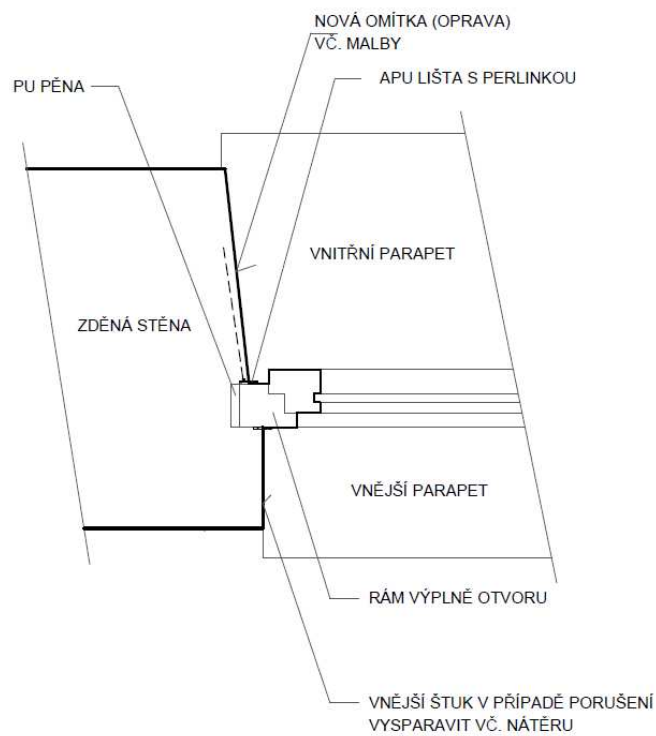 NOVÁ OMÍTKA (OPRAVA)
VČ. MALBY
APU LIŠTA S PERLINKOU
PU PĚNA
VNITŘNÍ PARAPET
ZDĚNÁ STĚNA
VNĚJŠÍ PARAPET
RÁM VÝPLNĚ OTVORU
VNĚJŠÍ ŠTUK V PŘÍPADĚ PORUŠENÍ
VYSPARAVIT VČ. NÁTĚRU